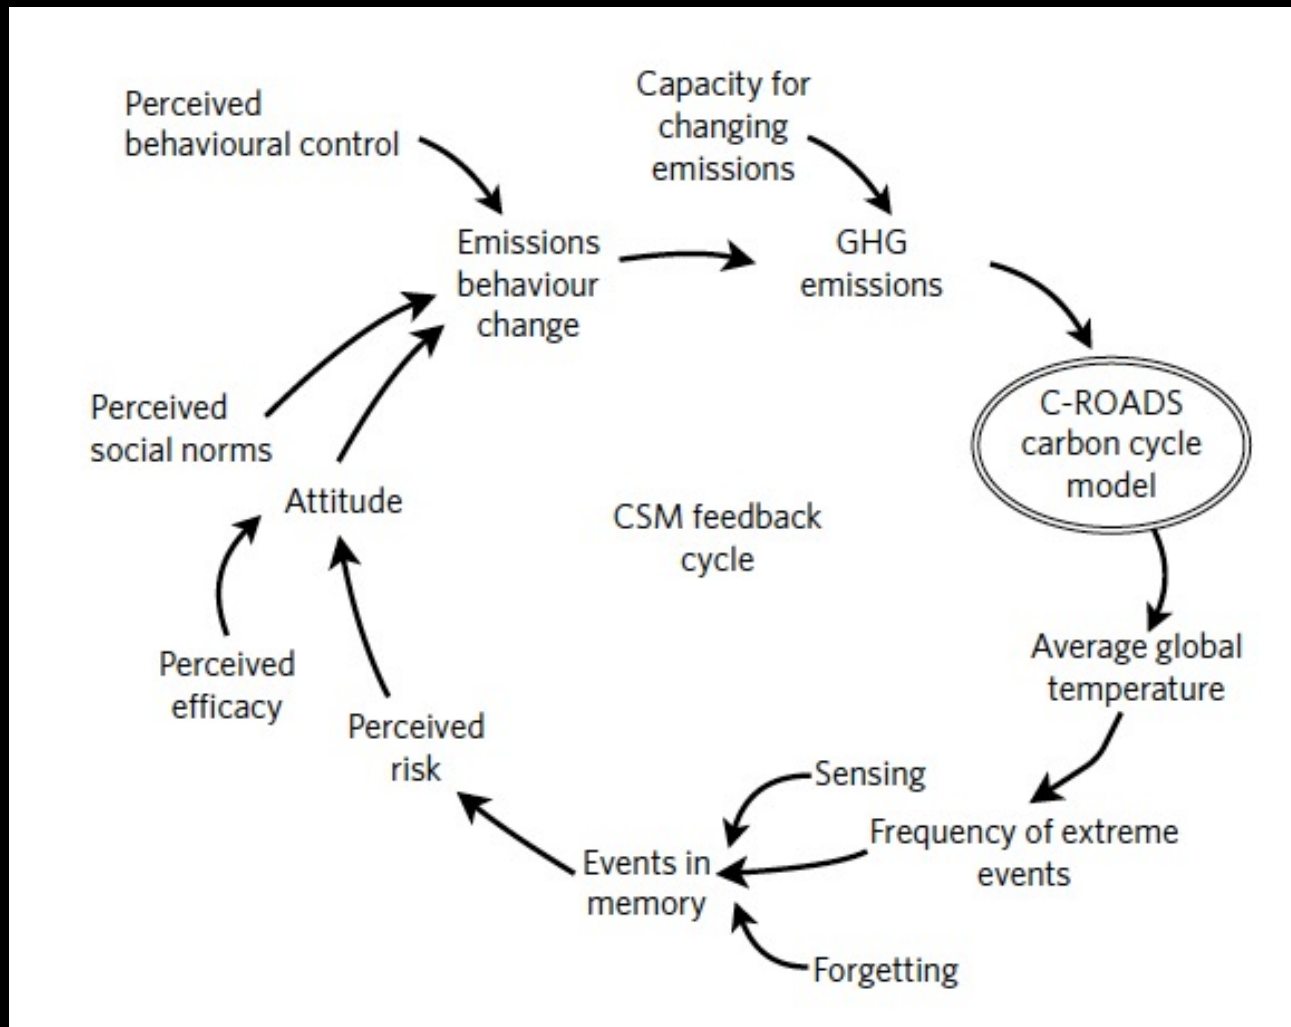 Perceived
behavioural control
Capacity for
changing
emissions
Emissions
behaviour
change
GHG
emissions
C-ROADS
carbon cycle
model
Perceived
social norms
Attitude
CSM feedback
cycle
Perceived
efficacy
Average global
temperature
Perceived
risk
Sensing
Frequency of extreme
events
Events in
memory
Forgetting